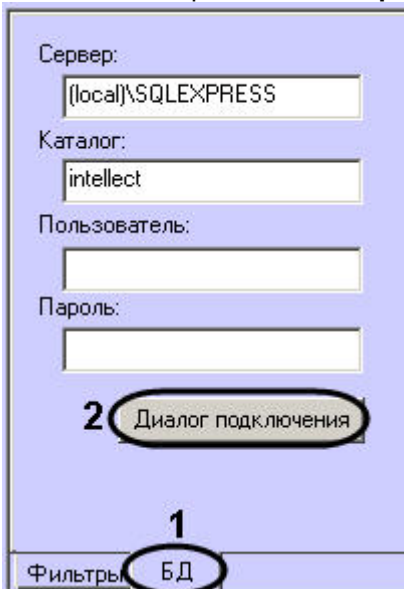 Сервер:
(local)\SQLEXPRESS
Каталог:
intellect
Пользователь:
Пароль:
2 Диалог подключения
1
Фильтры БД